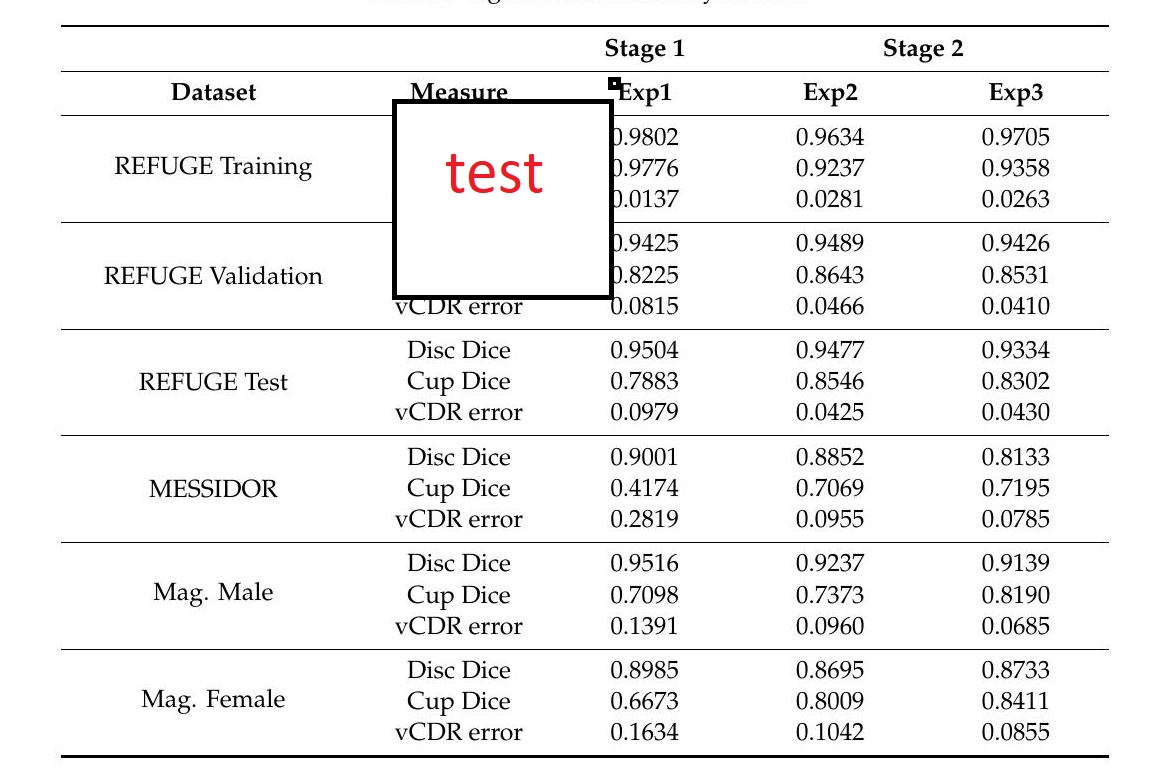 Stage 1 Stage 2
Dataset Measure Exp1 Exp2 Exp3
0.9802 0.9634 0.9705
REFUGE Training test 0.9776 0.9237 0.9358
0.0137 0.0281 0.0263
0.9425 0.9489 0.9426
REFUGE Validation 0.8225 0.8643 0.8531
vCDR error 0.0815 0.0466 0.0410
Disc Dice 0.9504 0.9477 0.9334
REFUGE Test Cup Dice 0.7883 0.8546 0.8302
vCDR error 0.0979 0.0425 0.0430
Disc Dice 0.9001 0.8852 0.8133
MESSIDOR Cup Dice 0.4174 0.7069 0.7195
vCDR error 0.2819 0.0955 0.0785
Disc Dice 0.9516 0.9237 0.9139
Mag. Male Cup Dice 0.7098 0.7373 0.8190
vCDR error 0.1391 0.0960 0.0685
Disc Dice 0.8985 0.8695 0.8733
Mag. Female Cup Dice 0.6673 0.8009 0.8411
vCDR error 0.1634 0.1042 0.0855